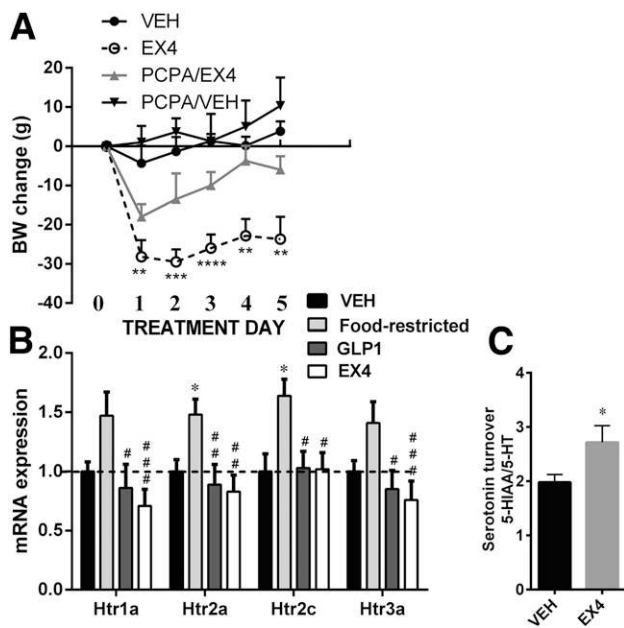 A
VEH
EX4
PCPA/EX4
PCPA/VEH
BW change (g)
20
10
0
-10
-20
-30
-40
** *** **** ** **
0 1 2 3 4 5
TREATMENT DAY
B
VEH
Food-restricted
GLP1
EX4
mRNA expression
2.0
1.5
1.0
0.5
0.0
# ###
* ## ##
* # #
# ###
Htr1a Htr2a Htr2c Htr3a
C
Serotonin turnover
5-HIAA/5-HT
4
3
2
1
0
*
VEH EX4